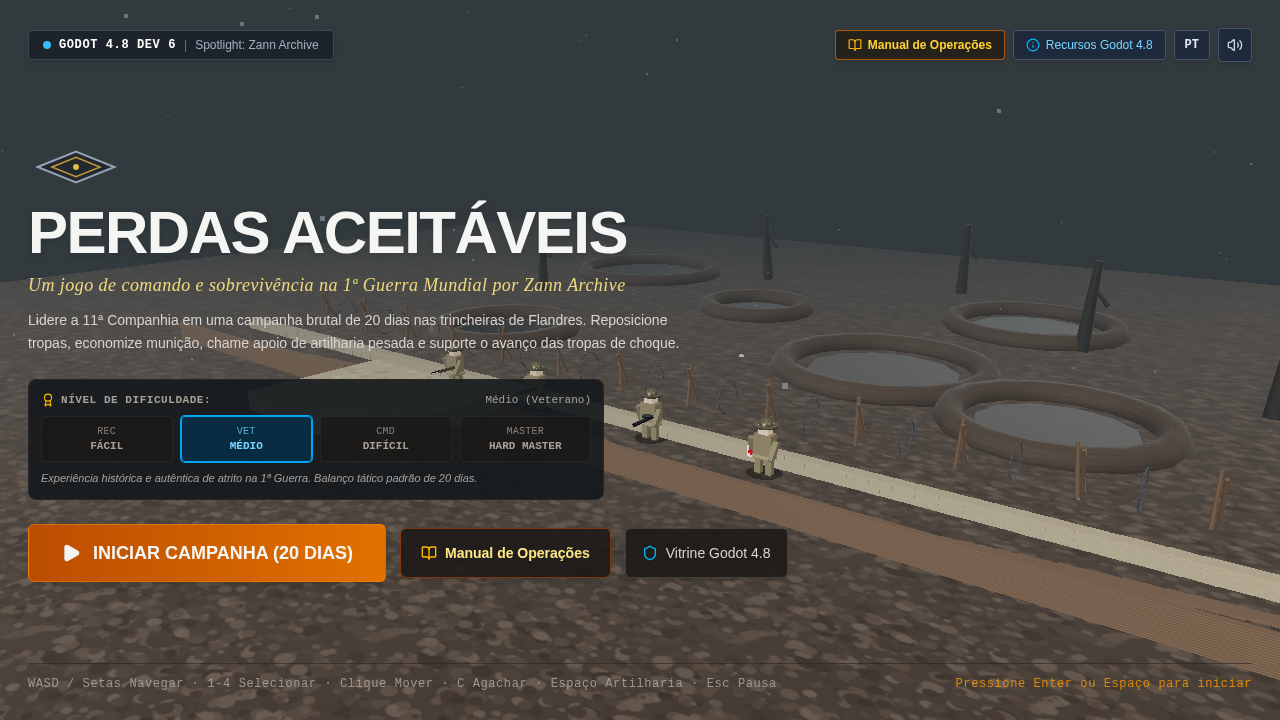 GODOT 4.8 DEV 6 | Spotlight: Zann Archive
Manual de Operações
Recursos Godot 4.8
PT
PERDAS ACEITÁVEIS
Um jogo de comando e sobrevivência na 1ª Guerra Mundial por Zann Archive
Lidere a 11ª Companhia em uma campanha brutal de 20 dias nas trincheiras de Flandres. Reposicione
tropas, economize munição, chame apoio de artilharia pesada e suporte o avanço das tropas de choque.
NÍVEL DE DIFICULDADE:
Médio (Veterano)
REC
FÁCIL
VET
MÉDIO
CMD
DIFÍCIL
MASTER
HARD MASTER
Experiência histórica e autêntica de atrito na 1ª Guerra. Balanço tático padrão de 20 dias.
INICIAR CAMPANHA (20 DIAS)
Manual de Operações
Vitrine Godot 4.8
WASD / Setas Navegar · 1-4 Selecionar · Clique Mover · C Agachar · Espaço Artilharia · Esc Pausa
Pressione Enter ou Espaço para iniciar